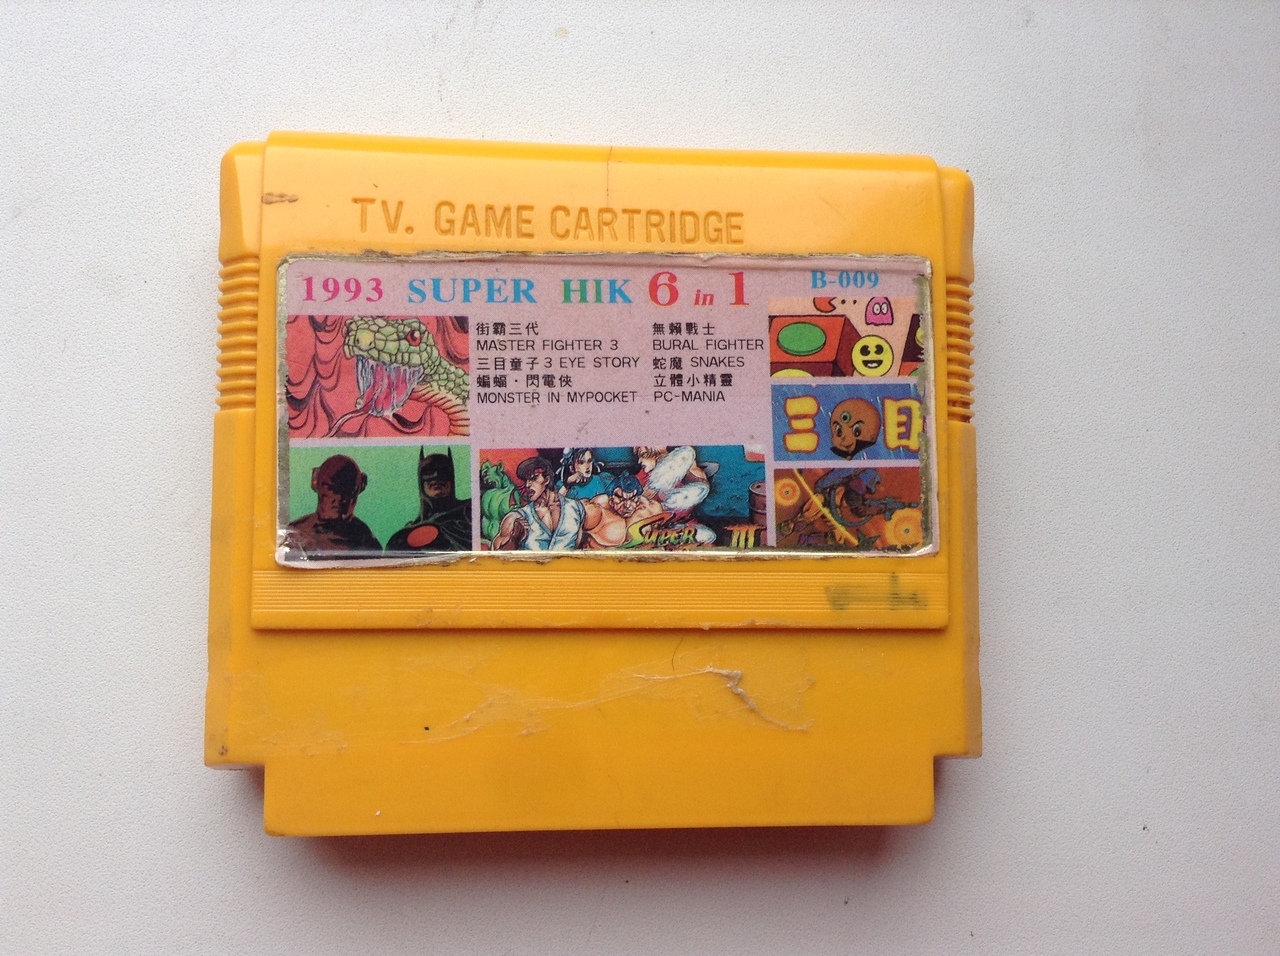 TV. GAME CARTRIDGE
1993 SUPER HIK 6 in 1 B-009
街霸三代
MASTER FIGHTER 3
三目童子 3 EYE STORY
蝙蝠·閃電俠
MONSTER IN MYPOCKET
無賴戰士
BURAL FIGHTER
蛇魔 SNAKES
立體小精靈
PC-MANIA
三目
SUPER
III